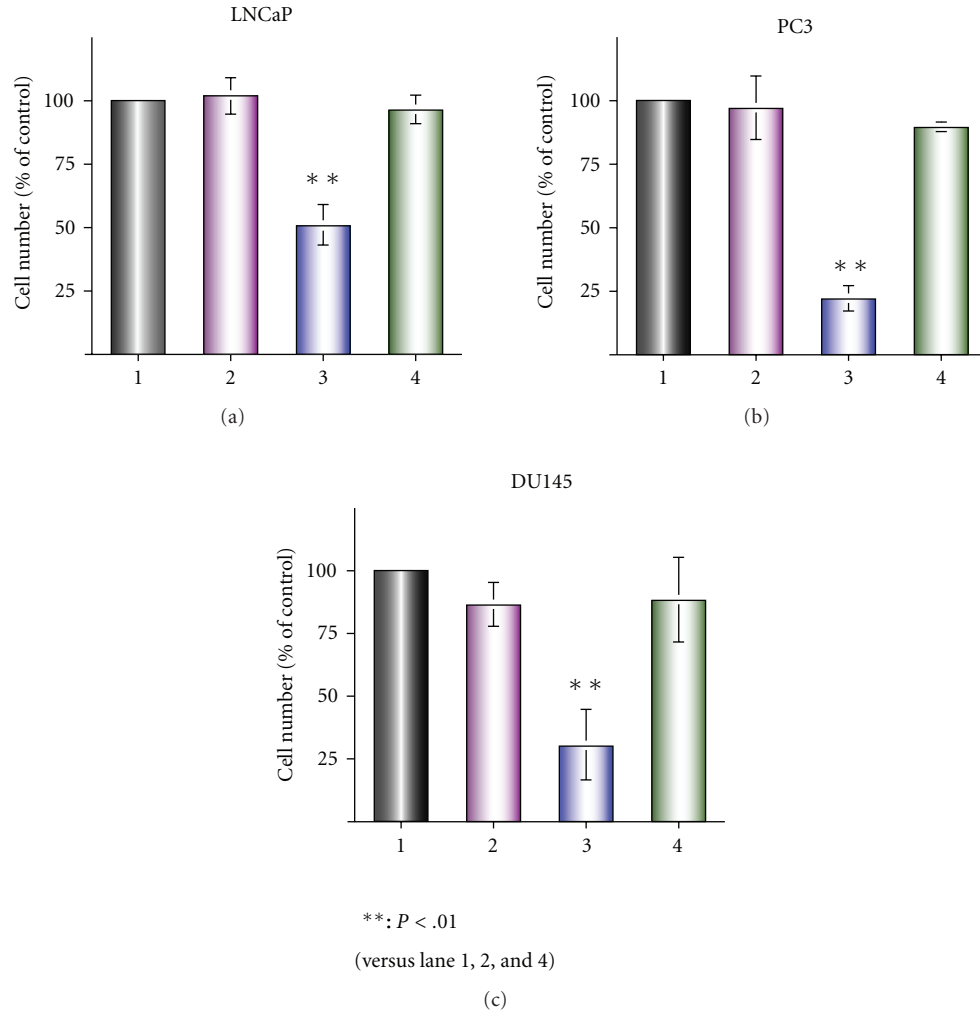 LNCaP
Cell number (% of control)
100
75
50
25
∗ ∗
1 2 3 4
(a)
PC3
Cell number (% of control)
100
75
50
25
∗ ∗
1 2 3 4
(b)
DU145
Cell number (% of control)
100
75
50
25
∗ ∗
1 2 3 4
∗∗: P < .01
(versus lane 1, 2, and 4)
(c)